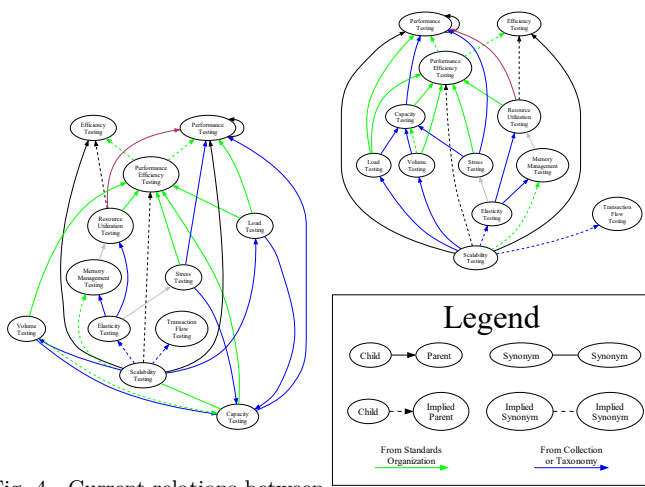 Efficiency
Testing
Performance
Testing
Performance
Efficiency
Testing
Resource
Utilization
Testing
Load
Testing
Memory
Management
Testing
Stress
Testing
Volume
Testing
Elasticity
Testing
Transaction
Flow
Testing
Scalability
Testing
Capacity
Testing
Fig. 4. Current relations between
Performance
Testing
Efficiency
Testing
Performance
Efficiency
Testing
Capacity
Testing
Resource
Utilization
Testing
Load
Testing
Volume
Testing
Stress
Testing
Memory
Management
Testing
Elasticity
Testing
Transaction
Flow Testing
Scalability
Testing
Legend
Child
Parent
Synonym
Synonym
Child
Implied
Parent
Implied
Synonym
Implied
Synonym
From Standards
Organization
From Collection
or Taxonomy